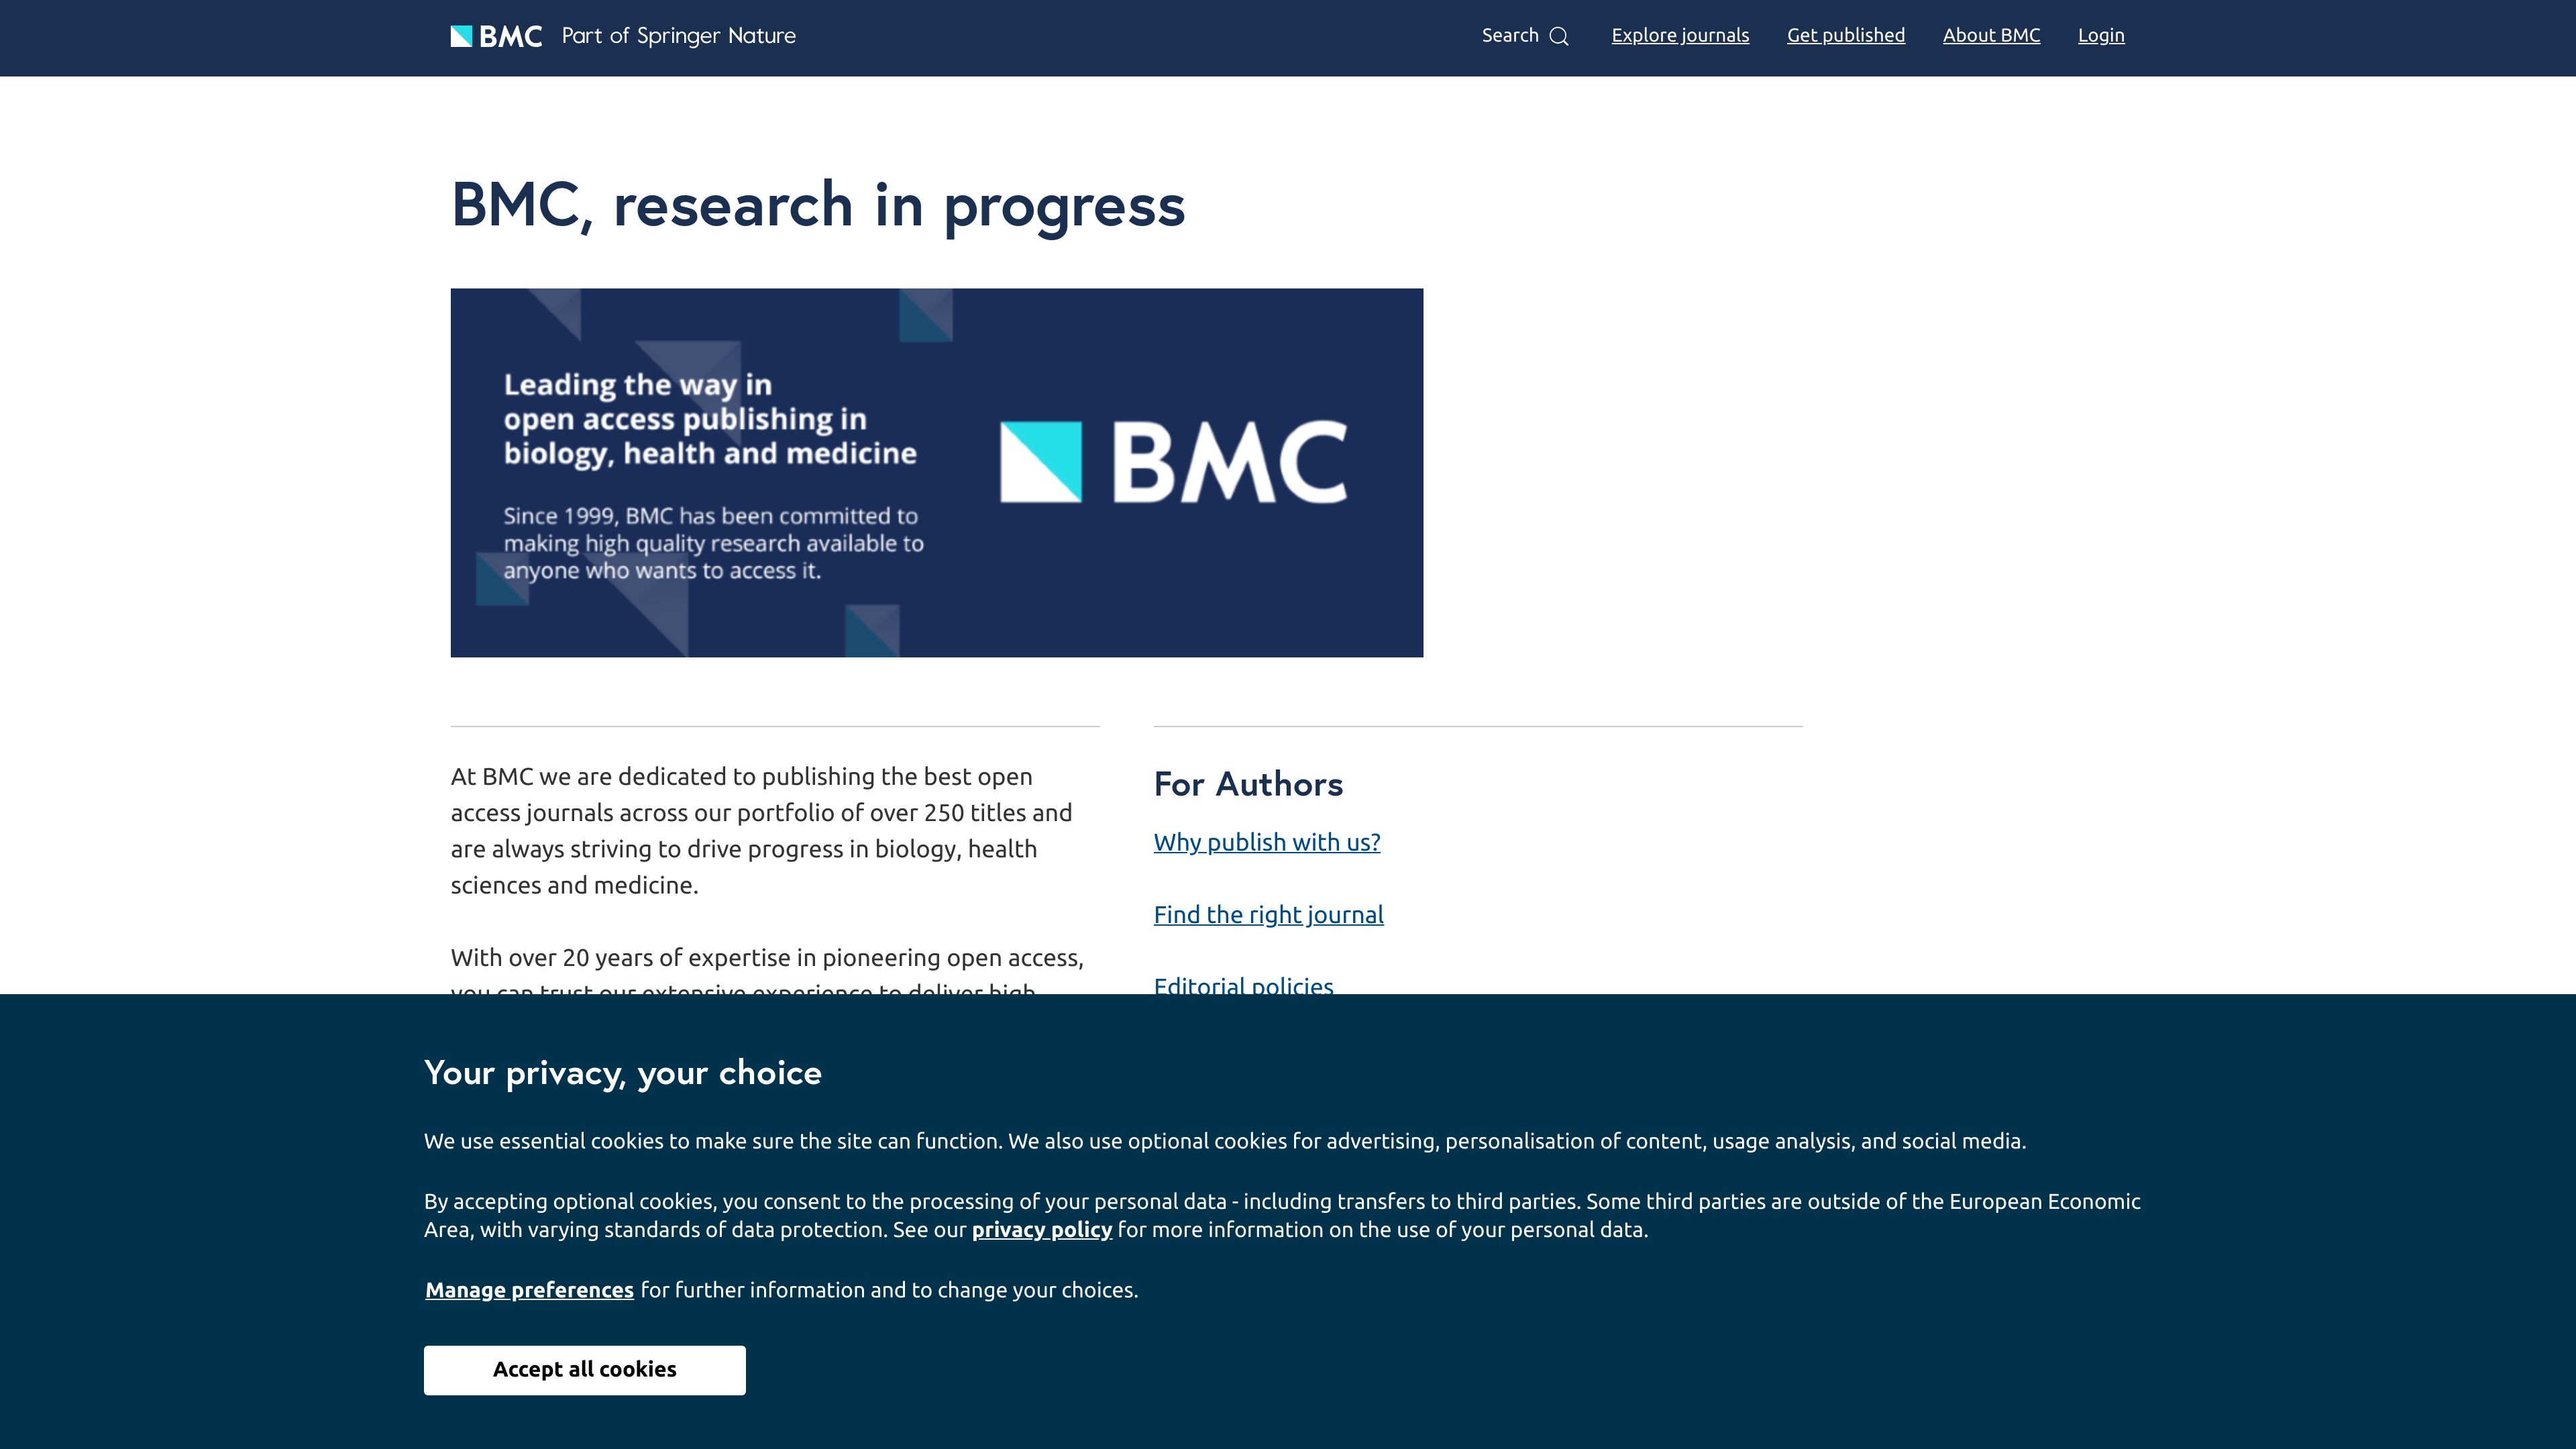 BMC Part of Springer Nature
Search Explore journals Get published About BMC Login
BMC, research in progress
Leading the way in
open access publishing in
biology, health and medicine
Since 1999, BMC has been committed to
making high quality research available to
anyone who wants to access it.
BMC
At BMC we are dedicated to publishing the best open
access journals across our portfolio of over 250 titles and
are always striving to drive progress in biology, health
sciences and medicine.
With over 20 years of expertise in pioneering open access,
you can trust our extensive experience to deliver high
For Authors
Why publish with us?
Find the right journal
Editorial policies
Your privacy, your choice
We use essential cookies to make sure the site can function. We also use optional cookies for advertising, personalisation of content, usage analysis, and social media.
By accepting optional cookies, you consent to the processing of your personal data - including transfers to third parties. Some third parties are outside of the European Economic
Area, with varying standards of data protection. See our privacy policy for more information on the use of your personal data.
Manage preferences for further information and to change your choices.
Accept all cookies